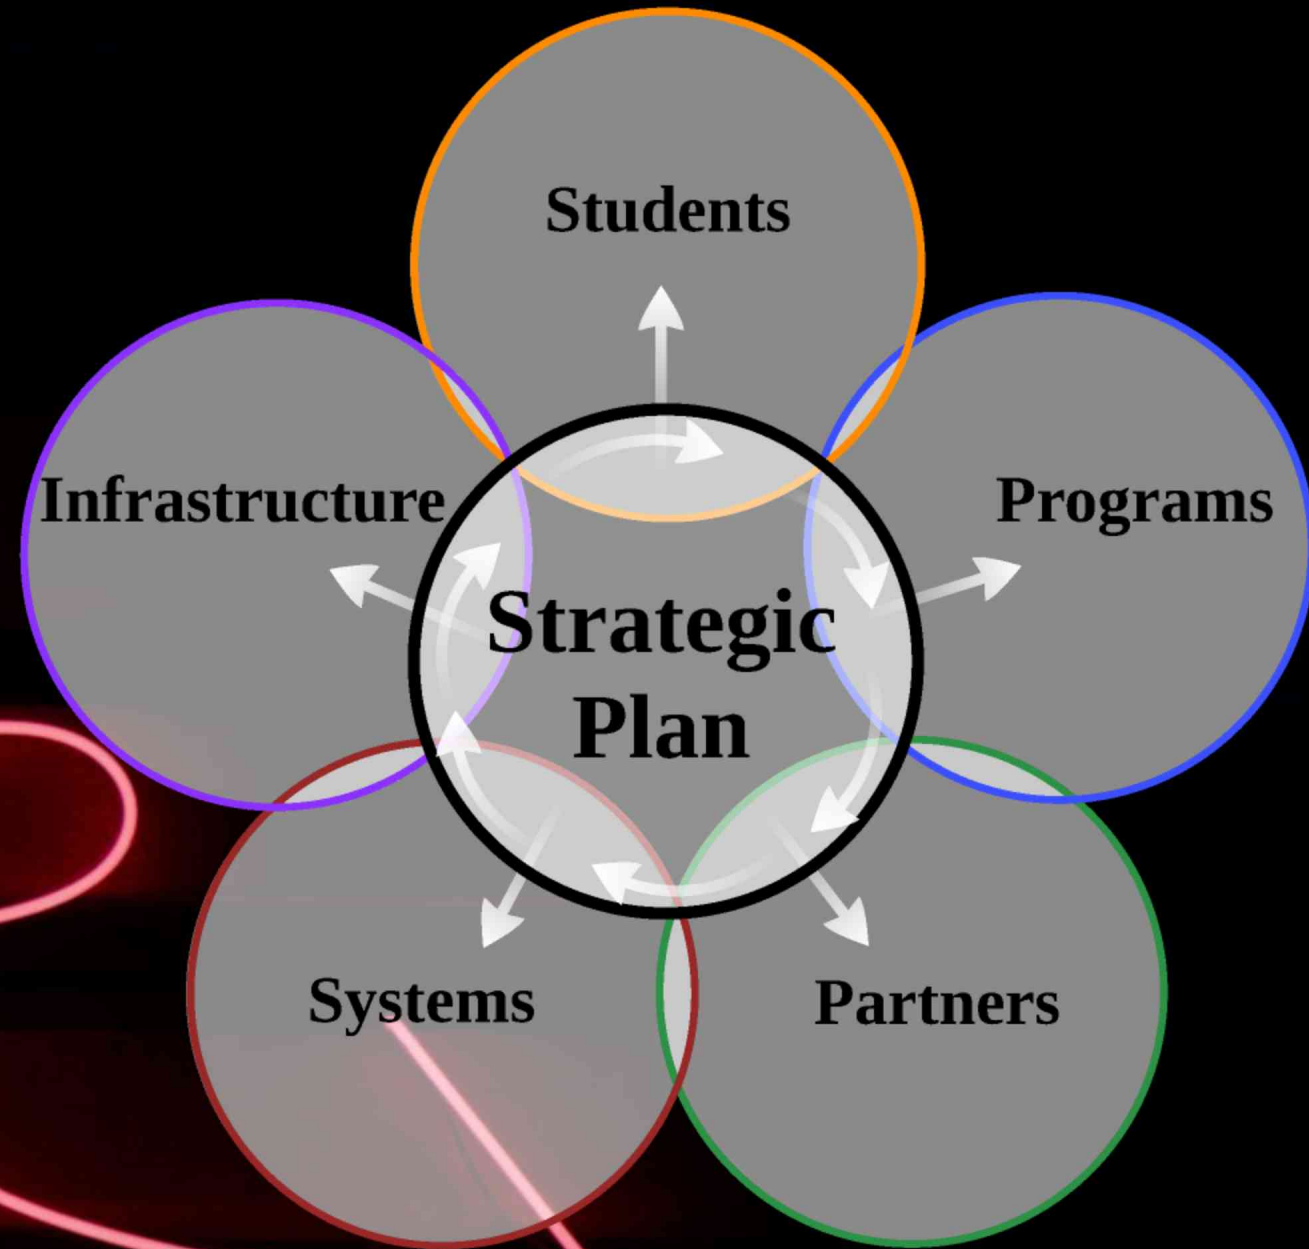 Students
Infrastructure
Programs
Strategic
Plan
Systems
Partners